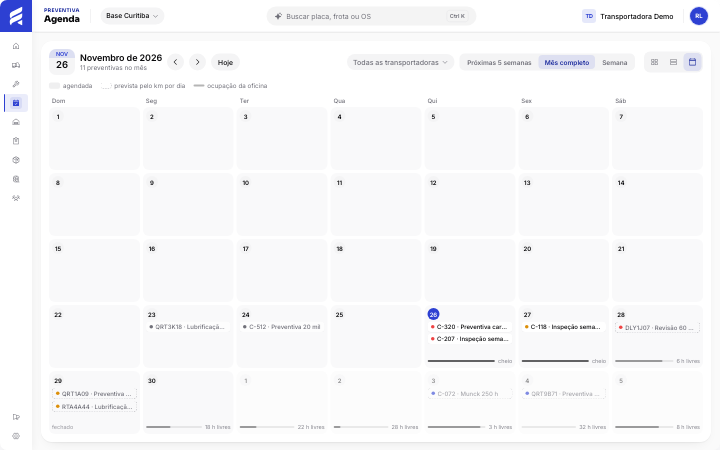 PREVENTIVA
Agenda
Base Curitiba
Buscar placa, frota ou OS
Ctrl K
TD
Transportadora Demo
RL
NOV
26
Novembro de 2026
11 preventivas no mês
Hoje
Todas as transportadoras
Próximas 5 semanas
Mês completo
Semana
agendada
prevista pelo km por dia
ocupação da oficina
Dom
Seg
Ter
Qua
Qui
Sex
Sáb
1
2
3
4
5
6
7
8
9
10
11
12
13
14
15
16
17
18
19
20
21
22
23
QRT3K16 · Lubrificaçã...
24
C-512 · Preventiva 20 mil
25
26
C-320 · Preventiva car...
C-207 · Inspeção sema...
cheio
27
C-118 · Inspeção sema...
cheio
28
DLY1J07 · Revisão 60 ...
6 h livres
29
QRT1A09 · Preventiva ...
RTA4A44 · Lubrificaçã...
fechado
30
18 h livres
1
22 h livres
2
26 h livres
3
C-072 · Munck 250 h
3 h livres
4
QRT9B71 · Preventiva ...
32 h livres
5
8 h livres